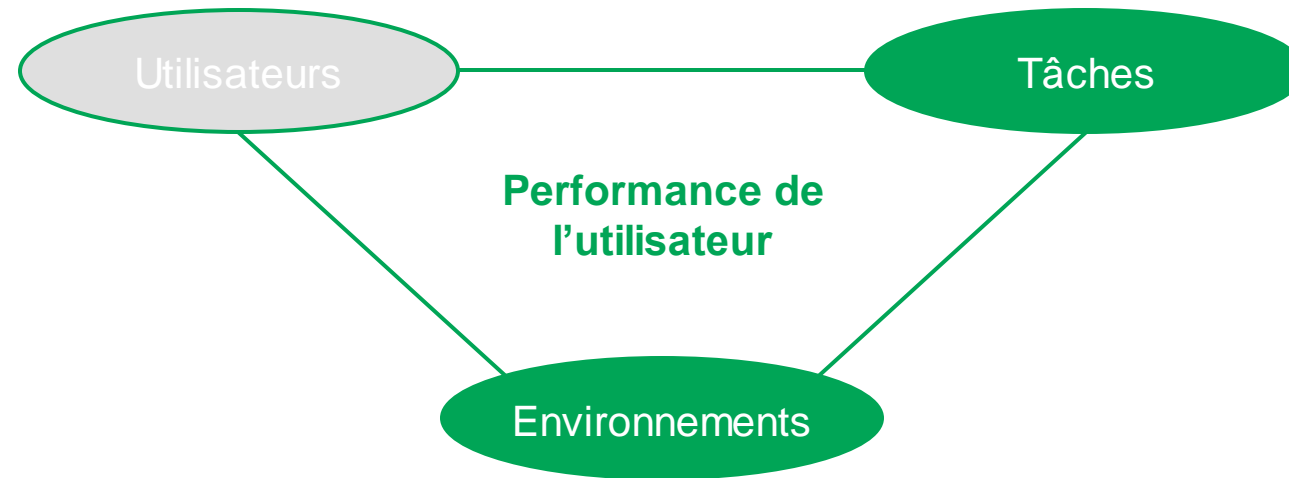 Utilisateurs
Tâches
Performance de
l’utilisateur
Environnements